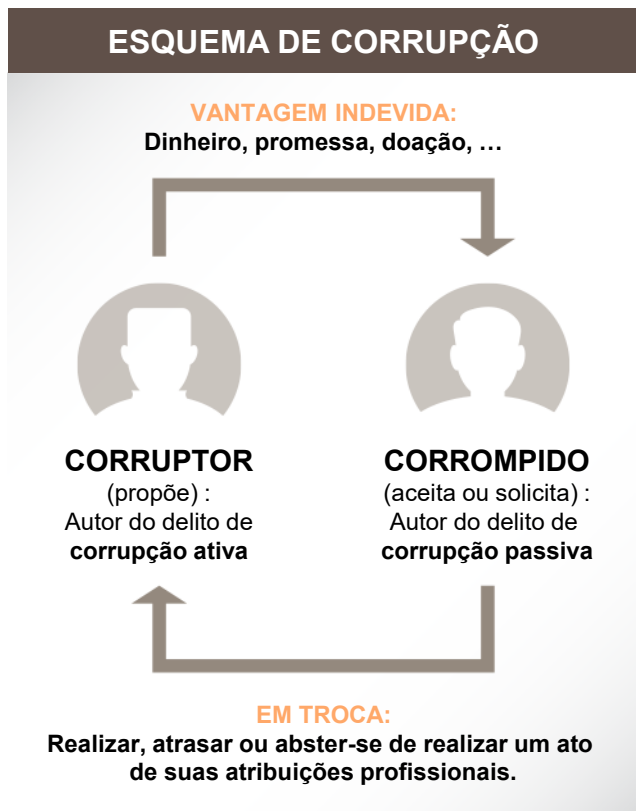 ESQUEMA DE CORRUPÇÃO
VANTAGEM INDEVIDA:
Dinheiro, promessa, doação, …
CORRUPTOR
(propõe) :
Autor do delito de
corrupção ativa
CORROMPIDO
(aceita ou solicita) :
Autor do delito de
corrupção passiva
EM TROCA:
Realizar, atrasar ou abster-se de realizar um ato
de suas atribuições profissionais.